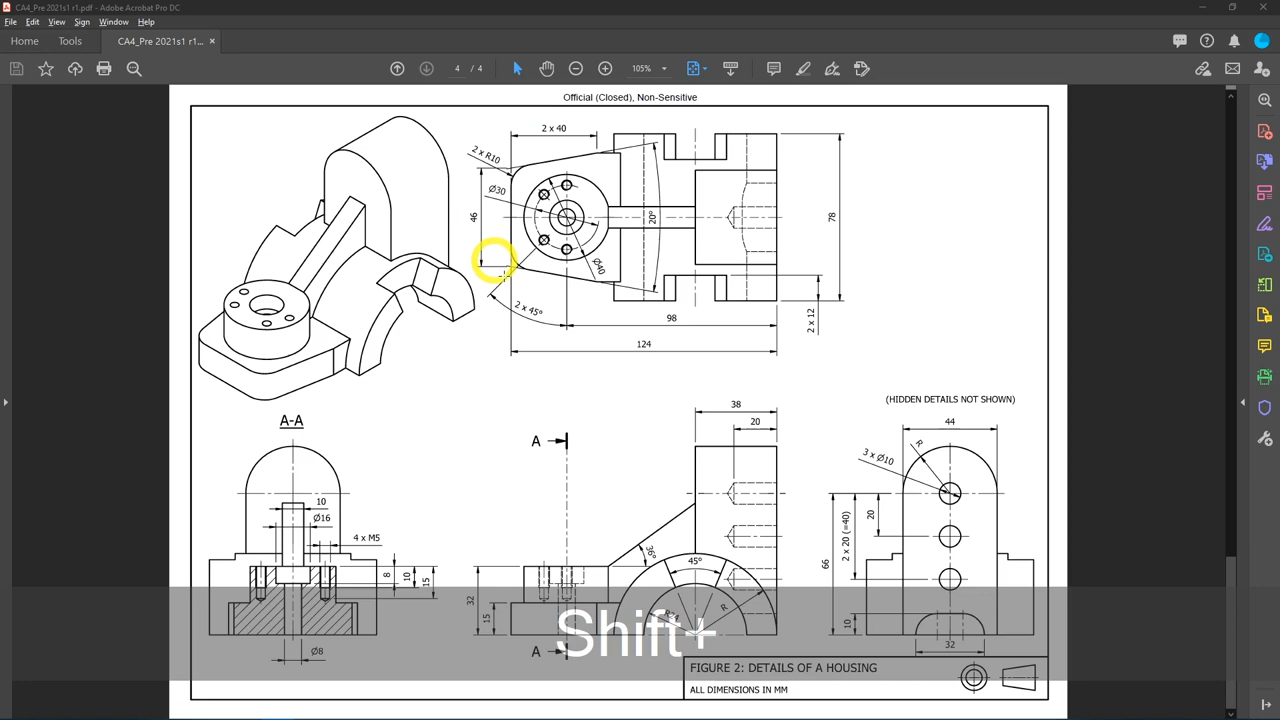 CA4_Pre 2021s1 r1.pdf - Adobe Acrobat Pro DC
File Edit View Sign Window Help
Home Tools CA4_Pre 2021s1 r1... ×
4 / 4 105%
Official (Closed), Non-Sensitive
2 x 40
2 x R10
Ø30
46
20°
78
Ø40
2 x 45°
98
2 x 12
124
(HIDDEN DETAILS NOT SHOWN)
A-A
38
44
20
A
R
3 x Ø10
10
Ø16
20
4 x M5
2 x 20 (=40)
36°
45°
66
8
10
15
32
15
R
10
Shift+
Ø8
A
32
FIGURE 2: DETAILS OF A HOUSING
ALL DIMENSIONS IN MM